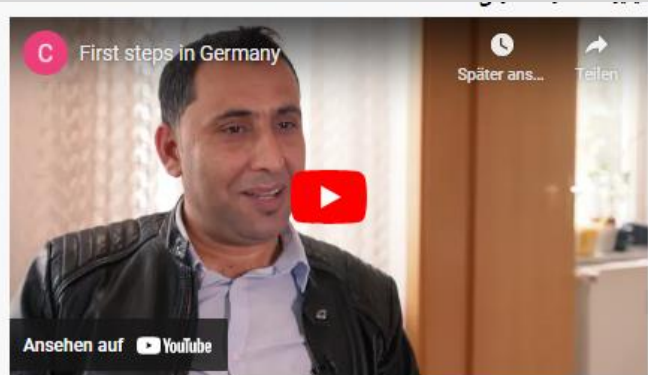 C First steps in Germany
Später ans... Teilen
Ansehen auf YouTube